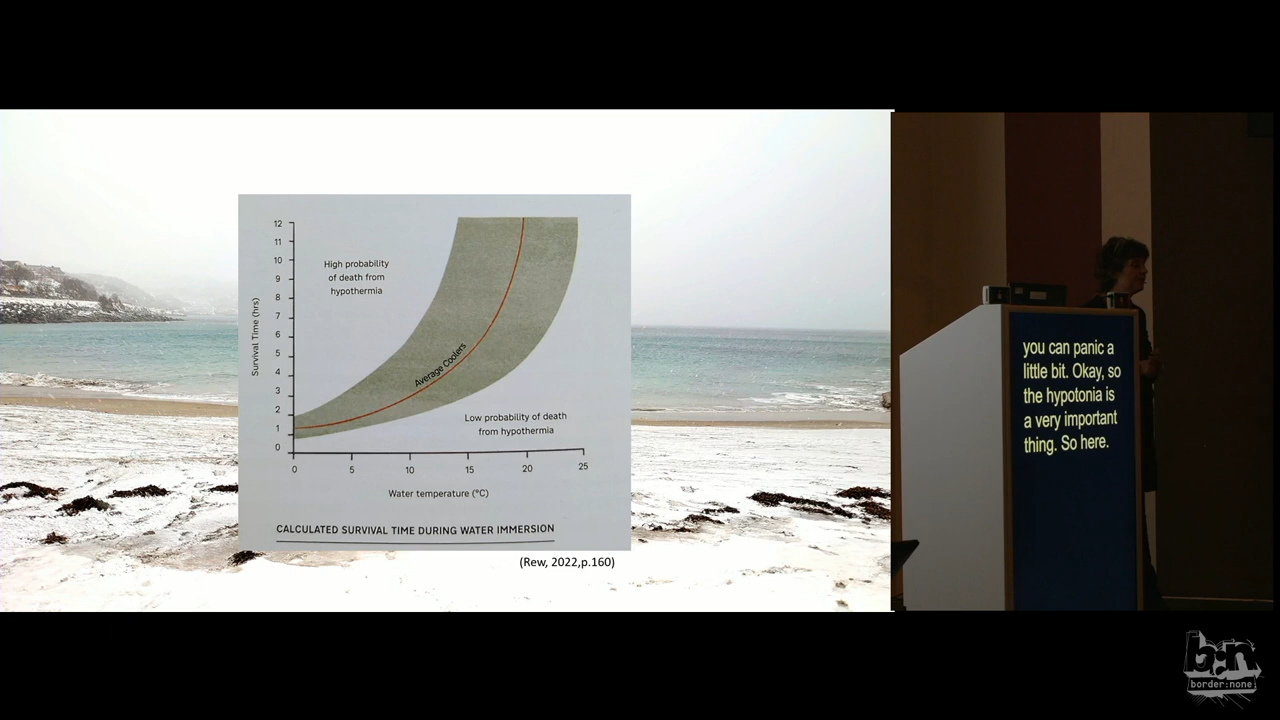 12
11
10
9
8
7
6
5
4
3
2
1
0
Survival Time (hrs)
High probability
of death from
hypothermia
Average Coolers
Low probability of death
from hypothermia
0 5 10 15 20 25
Water temperature (°C)
CALCULATED SURVIVAL TIME DURING WATER IMMERSION
(Rew, 2022,p.160)
you can panic a
little bit. Okay, so
the hypotonia is
a very important
thing. So here.
b:n
border:none